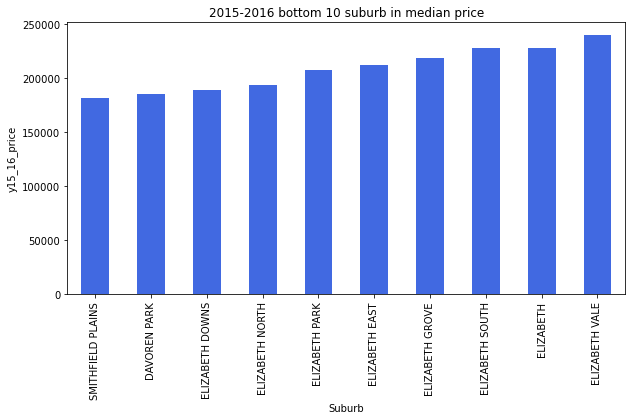 2015-2016 bottom 10 suburb in median price
y15_16_price
250000
200000
150000
100000
50000
0
SMITHFIELD PLAINS
DAVOREN PARK
ELIZABETH DOWNS
ELIZABETH NORTH
ELIZABETH PARK
ELIZABETH EAST
ELIZABETH GROVE
ELIZABETH SOUTH
ELIZABETH
ELIZABETH VALE
Suburb